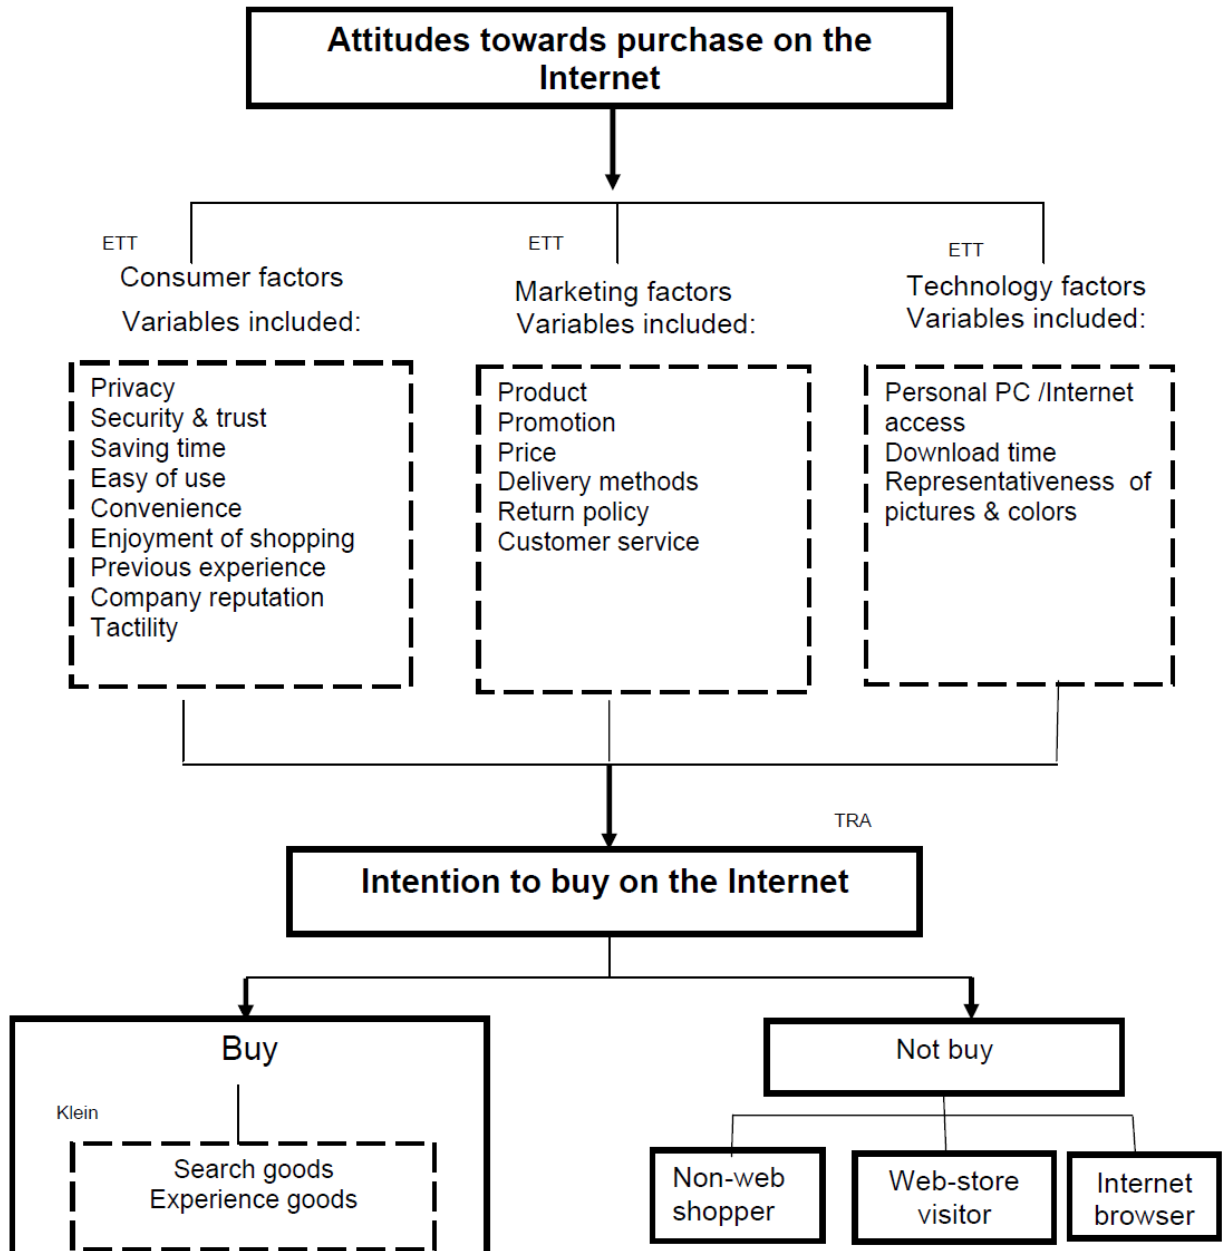 Attitudes towards purchase on the
Internet
ETT
Consumer factors
Variables included:
Privacy
Security & trust
Saving time
Easy of use
Convenience
Enjoyment of shopping
Previous experience
Company reputation
Tactility
ETT
Marketing factors
Variables included:
Product
Promotion
Price
Delivery methods
Return policy
Customer service
ETT
Technology factors
Variables included:
Personal PC /Internet
access
Download time
Representativeness of
pictures & colors
TRA
Intention to buy on the Internet
Buy
Klein
Search goods
Experience goods
Not buy
Non-web
shopper
Web-store
visitor
Internet
browser